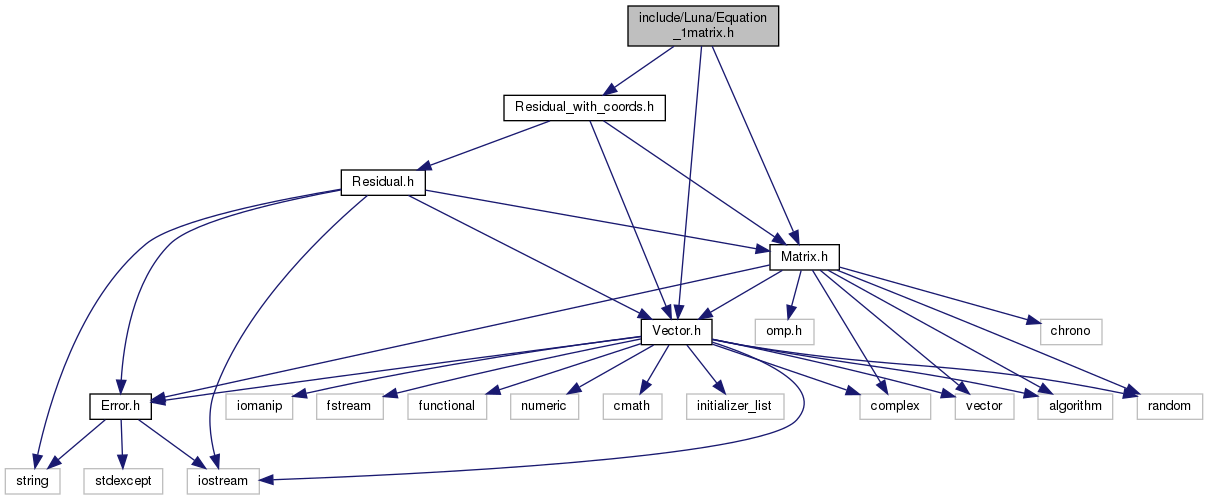 include/Luna/Equation
_1matrix.h
Residual_with_coords.h
Residual.h
Matrix.h
Vector.h
omp.h
chrono
Error.h
iomanip
fstream
functional
numeric
cmath
initializer_list
complex
vector
algorithm
random
string
stdexcept
iostream